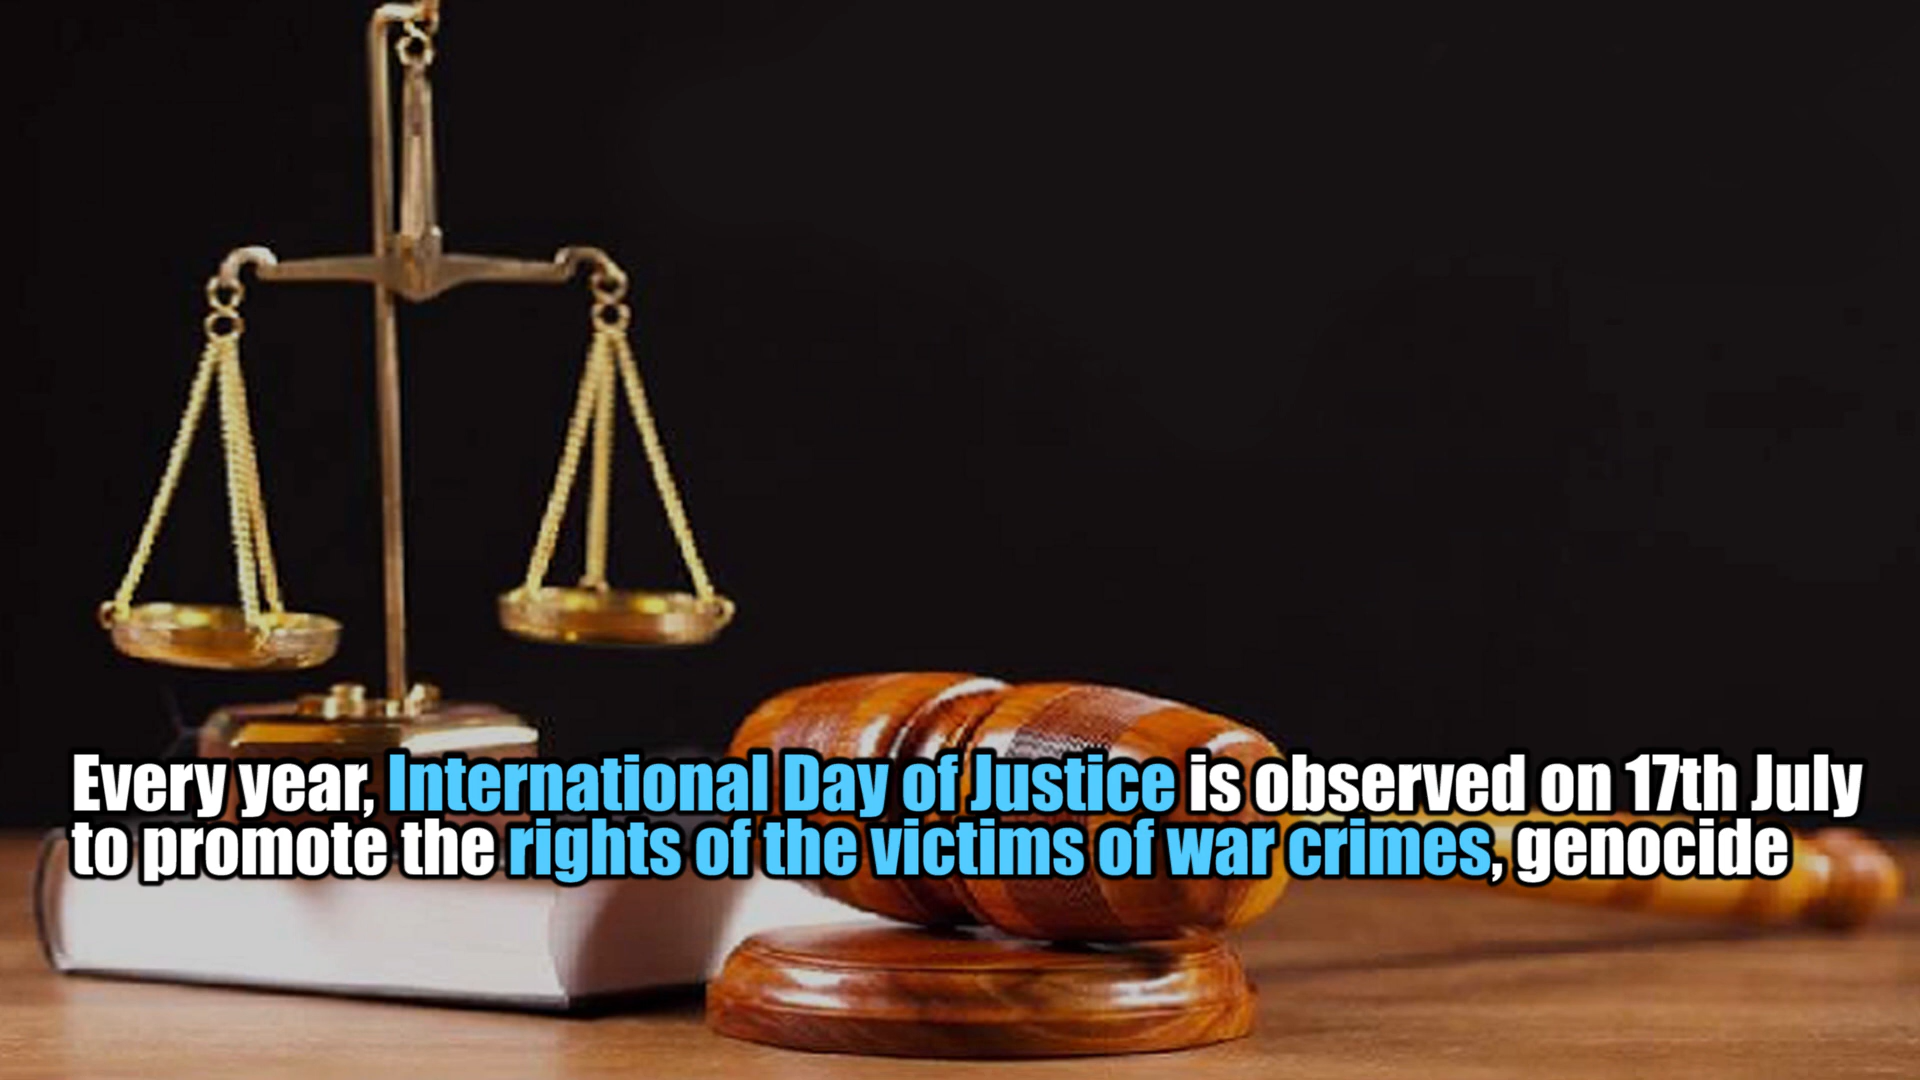 Every year, International Day of Justice is observed on 17th July
to promote the rights of the victims of war crimes, genocide